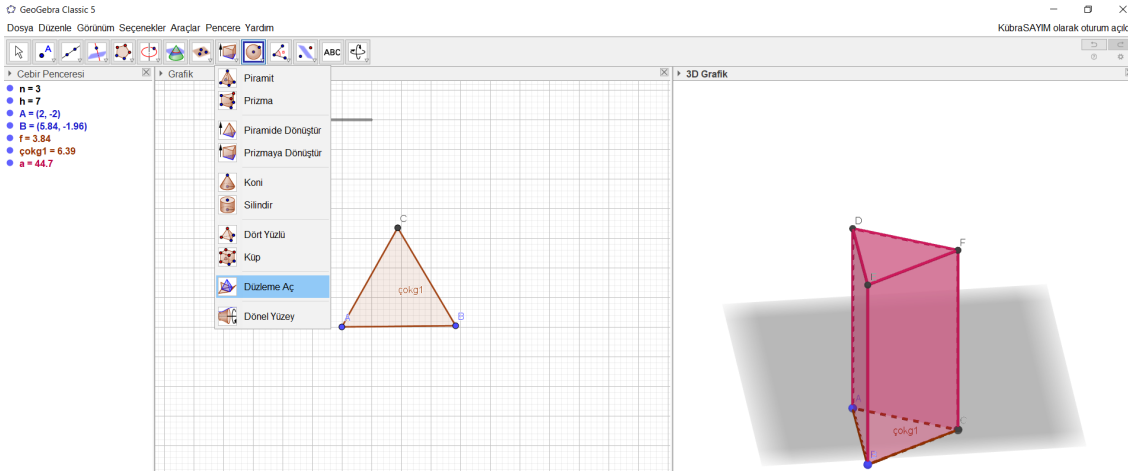 GeoGebra Classic 5
Dosya Düzenle Görünüm Seçenekler Araçlar Pencere Yardım
KübraSAYIM olarak oturum açılc
A
ABC
Cebir Penceresi
Grafik
3D Grafik
n = 3
h = 7
A = (2, -2)
B = (5.84, -1.96)
f = 3.84
çokg1 = 6.39
a = 44.7
Piramit
Prizma
Piramide Dönüştür
Prizmaya Dönüştür
Koni
Silindir
Dört Yüzlü
Küp
Düzleme Aç
Dönel Yüzey
C
çokg1
A
B
D
F
A
çokg1